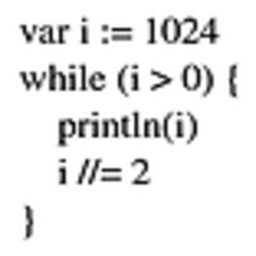 var i := 1024
while (i > 0) {
    println(i)
    i //= 2
}